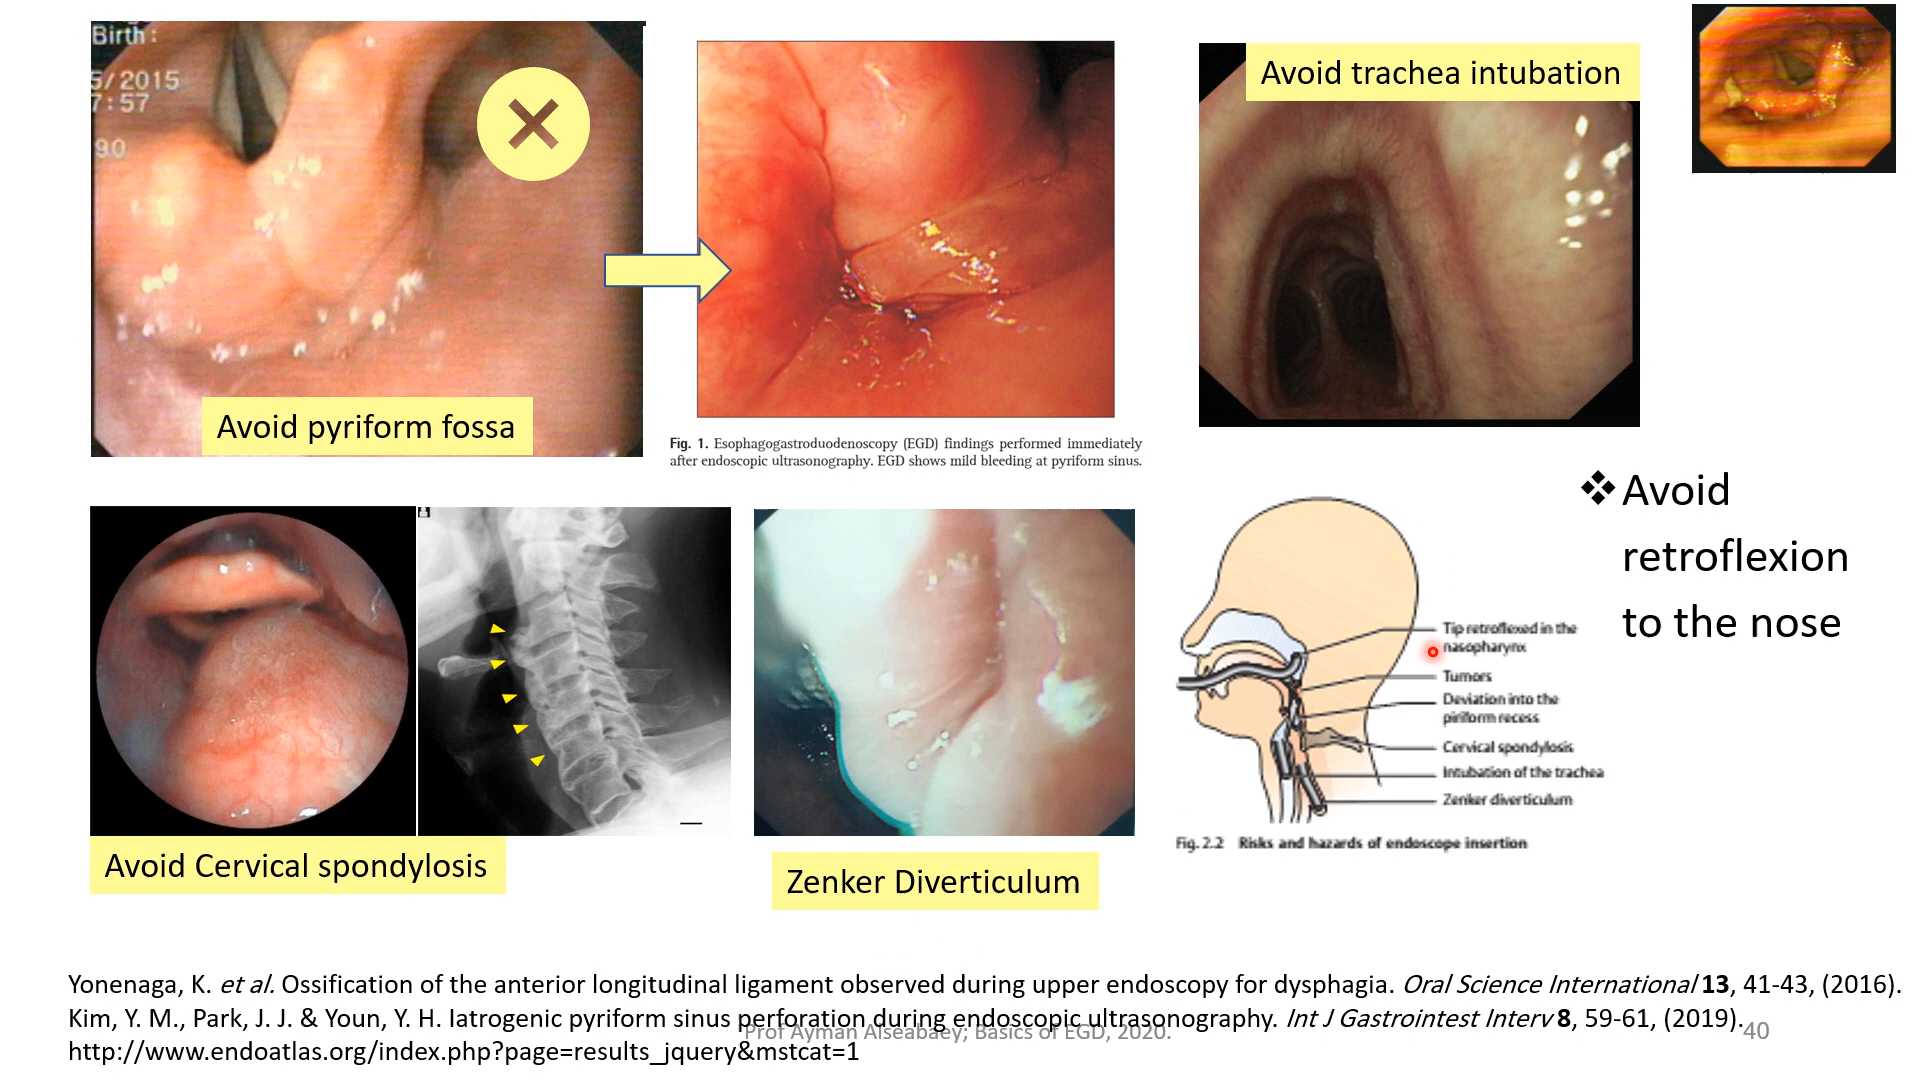 Birth :
5/2015
7:57
90
Avoid pyriform fossa
Fig. 1. Esophagogastroduodenoscopy (EGD) findings performed immediately
after endoscopic ultrasonography. EGD shows mild bleeding at pyriform sinus.
Avoid trachea intubation
Avoid Cervical spondylosis
Zenker Diverticulum
Tip retroflexed in the
nasopharynx
Tumors
Deviation into the
piriform recess
Cervical spondylosis
Intubation of the trachea
Zenker diverticulum
Fig. 2.2 Risks and hazards of endoscope insertion
❖ Avoid
retroflexion
to the nose
Yonenaga, K. et al. Ossification of the anterior longitudinal ligament observed during upper endoscopy for dysphagia. Oral Science International 13, 41-43, (2016).
Kim, Y. M., Park, J. J. & Youn, Y. H. Iatrogenic pyriform sinus perforation during endoscopic ultrasonography. Int J Gastrointest Interv 8, 59-61, (2019).
Prof Ayman Alseabaey; Basics of EGD, 2020.
40
http://www.endoatlas.org/index.php?page=results_jquery&mstcat=1